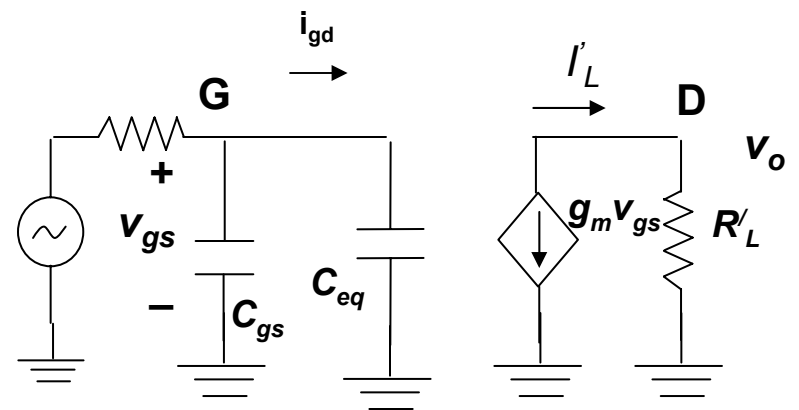 i_gd
I'_L
G
D
v_o
+
v_gs
g_m v_gs
R'_L
−
C_gs
C_eq